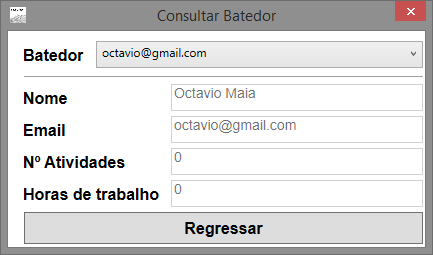 Consultar Batedor
Batedor octavio@gmail.com
Nome Octavio Maia
Email octavio@gmail.com
Nº Atividades 0
Horas de trabalho 0
Regressar